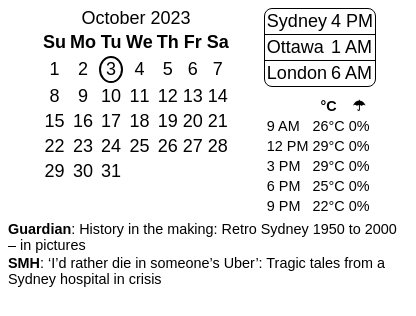 October 2023
Su Mo Tu We Th Fr Sa
1 2 3 4 5 6 7
8 9 10 11 12 13 14
15 16 17 18 19 20 21
22 23 24 25 26 27 28
29 30 31
Sydney 4 PM
Ottawa 1 AM
London 6 AM
°C ☂
9 AM 26°C 0%
12 PM 29°C 0%
3 PM 29°C 0%
6 PM 25°C 0%
9 PM 22°C 0%
Guardian: History in the making: Retro Sydney 1950 to 2000
– in pictures
SMH: ‘I’d rather die in someone’s Uber’: Tragic tales from a
Sydney hospital in crisis